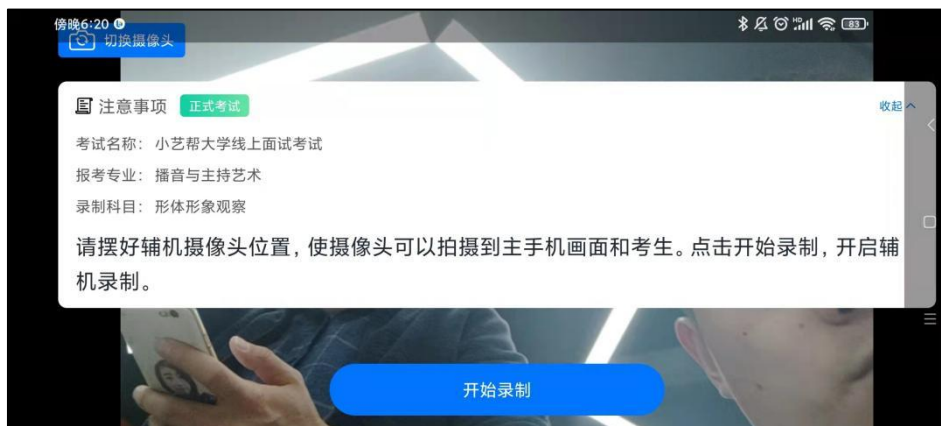 傍晚6:20
HD 83
切换摄像头
注意事项 正式考试 收起
考试名称： 小艺帮大学线上面试考试
报考专业： 播音与主持艺术
录制科目： 形体形象观察
请摆好辅机摄像头位置，使摄像头可以拍摄到主手机画面和考生。点击开始录制，开启辅
机录制。
开始录制